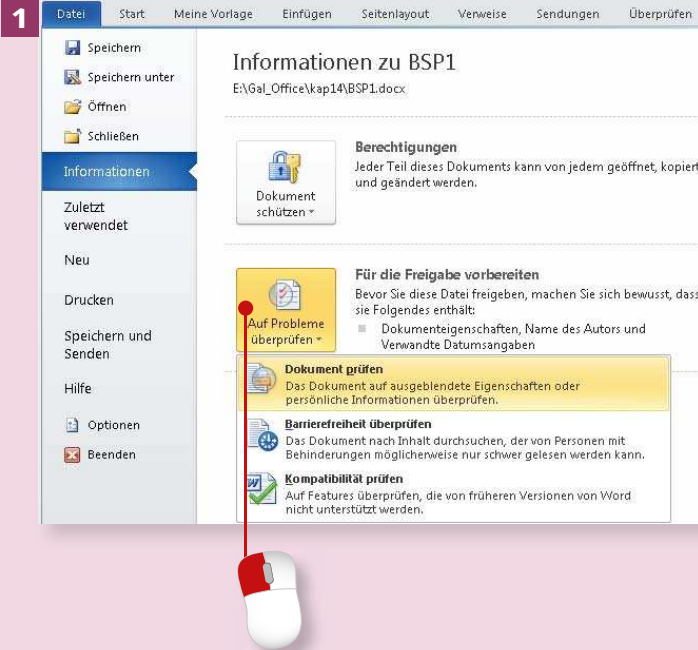 1
Datei Start Meine Vorlage Einfügen Seitenlayout Verweise Sendungen Überprüfen
Speichern
Speichern unter
Öffnen
Schließen
Informationen
Zuletzt
verwendet
Neu
Drucken
Speichern und
Senden
Hilfe
Optionen
Beenden
Informationen zu BSP1
E:\Gal_Office\kap14\BSP1.docx
Dokument
schützen
Berechtigungen
Jeder Teil dieses Dokuments kann von jedem geöffnet, kopiert
und geändert werden.
Auf Probleme
überprüfen
Für die Freigabe vorbereiten
Bevor Sie diese Datei freigeben, machen Sie sich bewusst, dass
sie Folgendes enthält:
Dokumenteigenschaften, Name des Autors und
Verwandte Datumsangaben
Dokument prüfen
Das Dokument auf ausgeblendete Eigenschaften oder
persönliche Informationen überprüfen.
Barrierefreiheit überprüfen
Das Dokument nach Inhalt durchsuchen, der von Personen mit
Behinderungen möglicherweise nur schwer gelesen werden kann.
Kompatibilität prüfen
Auf Features überprüfen, die von früheren Versionen von Word
nicht unterstützt werden.